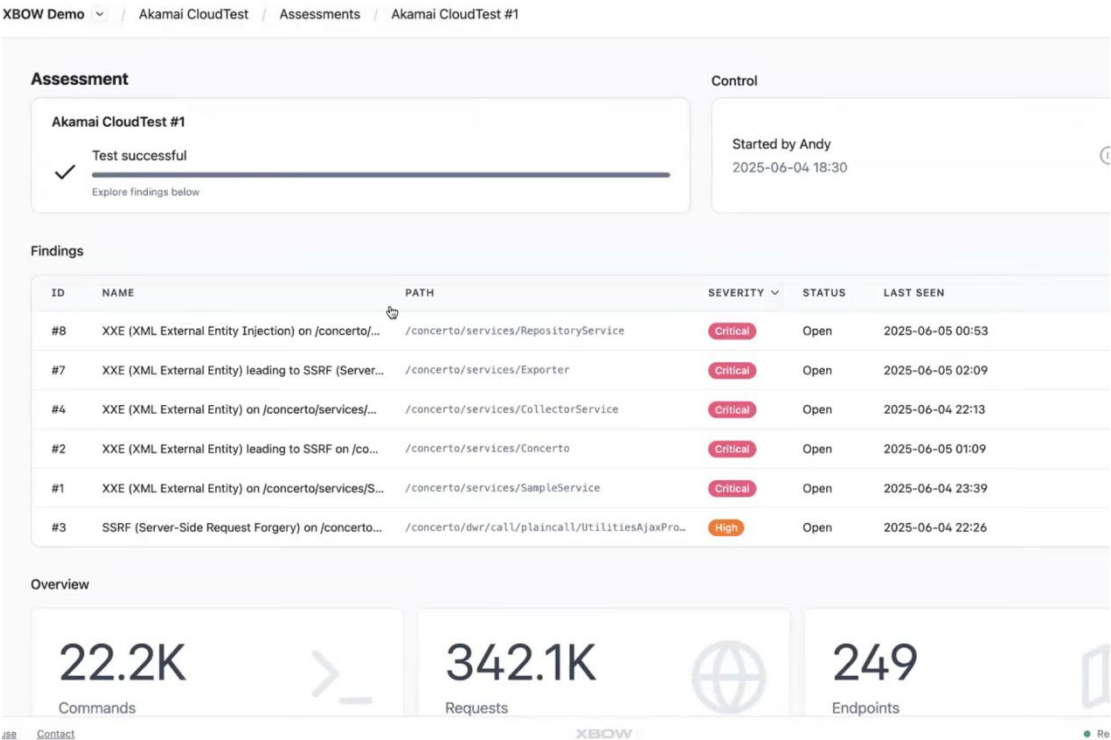 XBOW Demo / Akamai CloudTest / Assessments / Akamai CloudTest #1
Assessment
Control
Akamai CloudTest #1
Test successful
Explore findings below
Started by Andy
2025-06-04 18:30
Findings
ID NAME PATH SEVERITY STATUS LAST SEEN
#8 XXE (XML External Entity Injection) on /concerto/... /concerto/services/RepositoryService Critical Open 2025-06-05 00:53
#7 XXE (XML External Entity) leading to SSRF (Server... /concerto/services/Exporter Critical Open 2025-06-05 02:09
#4 XXE (XML External Entity) on /concerto/services/... /concerto/services/CollectorService Critical Open 2025-06-04 22:13
#2 XXE (XML External Entity) leading to SSRF on /co... /concerto/services/Concerto Critical Open 2025-06-05 01:09
#1 XXE (XML External Entity) on /concerto/services/S... /concerto/services/SampleService Critical Open 2025-06-04 23:39
#3 SSRF (Server-Side Request Forgery) on /concerto... /concerto/dwr/call/plaincall/UtilitiesAjaxPro... High Open 2025-06-04 22:26
Overview
22.2K 342.1K 249
Commands Requests Endpoints
Contact XBOW